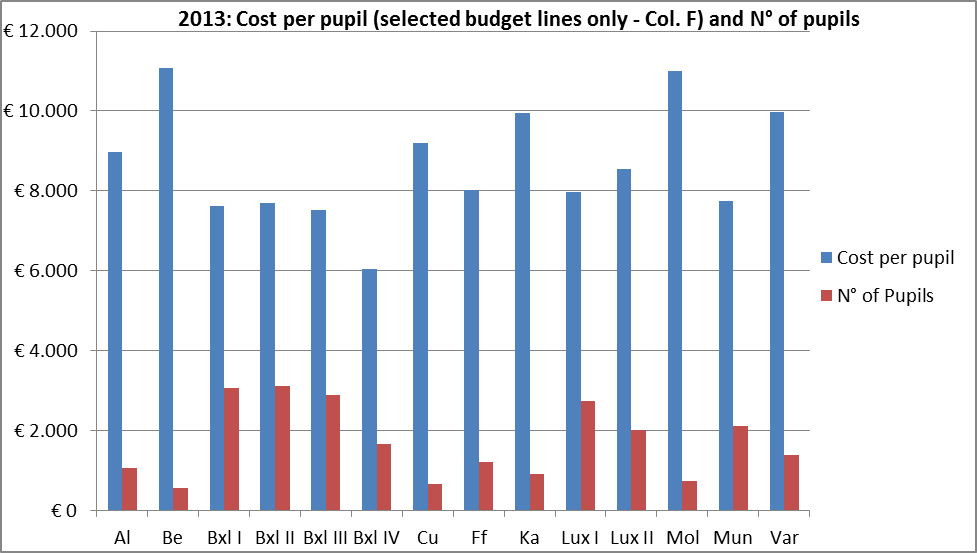 2013: Cost per pupil (selected budget lines only - Col. F) and N° of pupils
€ 12.000
€ 10.000
€ 8.000
€ 6.000
€ 4.000
€ 2.000
€ 0
Al Be Bxl I Bxl II Bxl III Bxl IV Cu Ff Ka Lux I Lux II Mol Mun Var
Cost per pupil
N° of Pupils